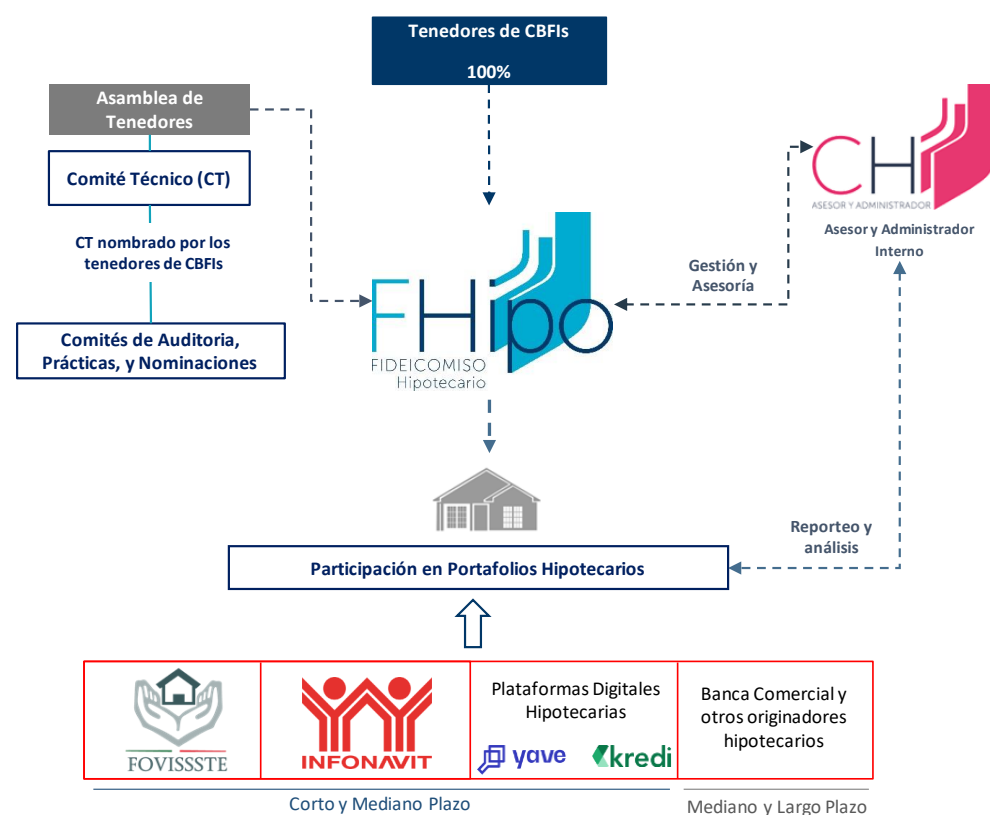 Tenedores de CBFIs
100%
Asamblea de
Tenedores
Comité Técnico (CT)
CT nombrado por los
tenedores de CBFIs
Comités de Auditoria,
Prácticas, y Nominaciones
FHipo
FIDEICOMISO
Hipotecario
CH
ASESOR Y ADMINISTRADOR
Asesor y Administrador
Interno
Gestión y
Asesoría
Reporteo y
análisis
Participación en Portafolios Hipotecarios
FOVISSSTE
INFONAVIT
Plataformas Digitales
Hipotecarias
yave
kredi
Banca Comercial y
otros originadores
hipotecarios
Corto y Mediano Plazo
Mediano y Largo Plazo